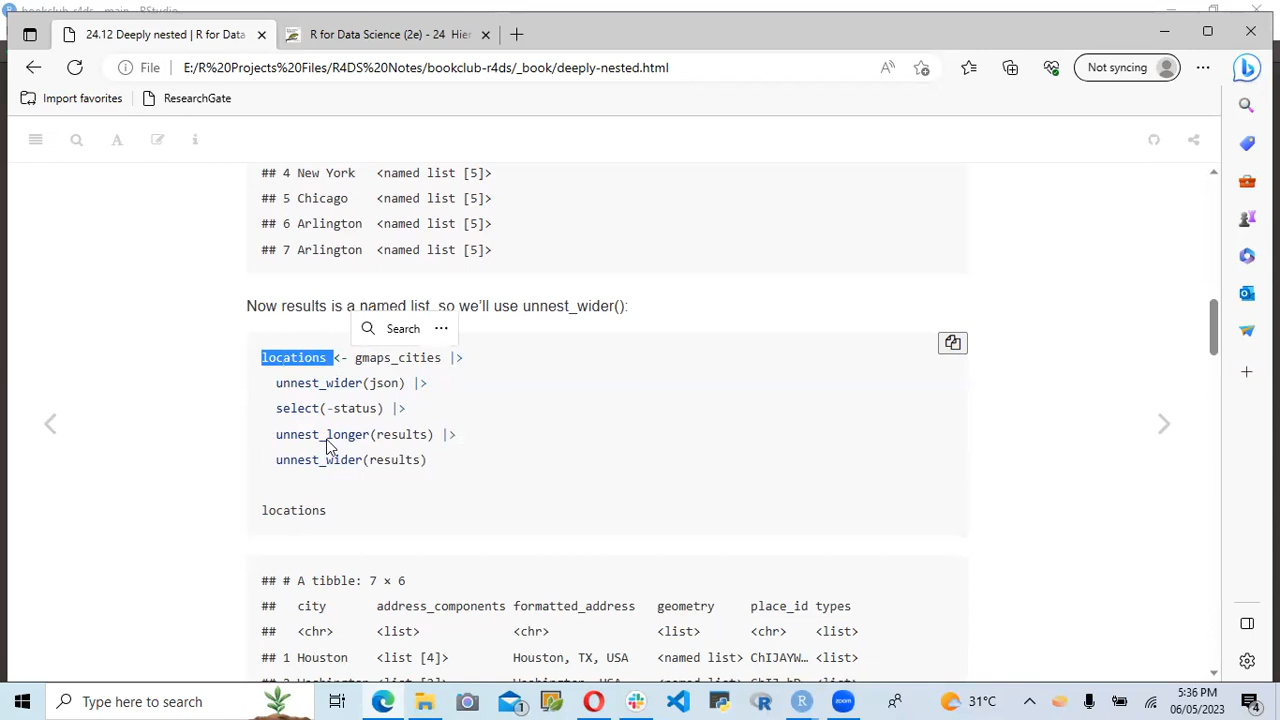 24.12 Deeply nested | R for Data
R for Data Science (2e) - 24 Hier
File
E:/R%20Projects%20Files/R4DS%20Notes/bookclub-r4ds/_book/deeply-nested.html
Not syncing
Import favorites
ResearchGate
## 4 New York <named list [5]>
## 5 Chicago <named list [5]>
## 6 Arlington <named list [5]>
## 7 Arlington <named list [5]>
Now results is a named list, so we'll use unnest_wider():
Search
locations <- gmaps_cities |>
unnest_wider(json) |>
select(-status) |>
unnest_longer(results) |>
unnest_wider(results)
locations
## # A tibble: 7 × 6
## city address_components formatted_address geometry place_id types
## <chr> <list> <chr> <list> <chr> <list>
## 1 Houston <list [4]> Houston, TX, USA <named list> ChIJAYW… <list>
Type here to search
31°C
5:36 PM
06/05/2023